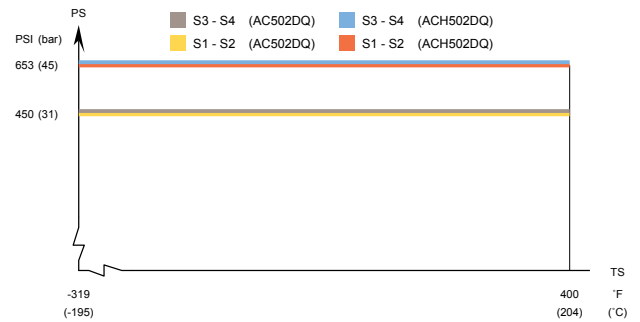 PS
PSI (bar)
S3 - S4 (AC502DQ)
S3 - S4 (ACH502DQ)
S1 - S2 (AC502DQ)
S1 - S2 (ACH502DQ)
653 (45)
450 (31)
TS
-319
400
°F
(-195)
(204)
(°C)